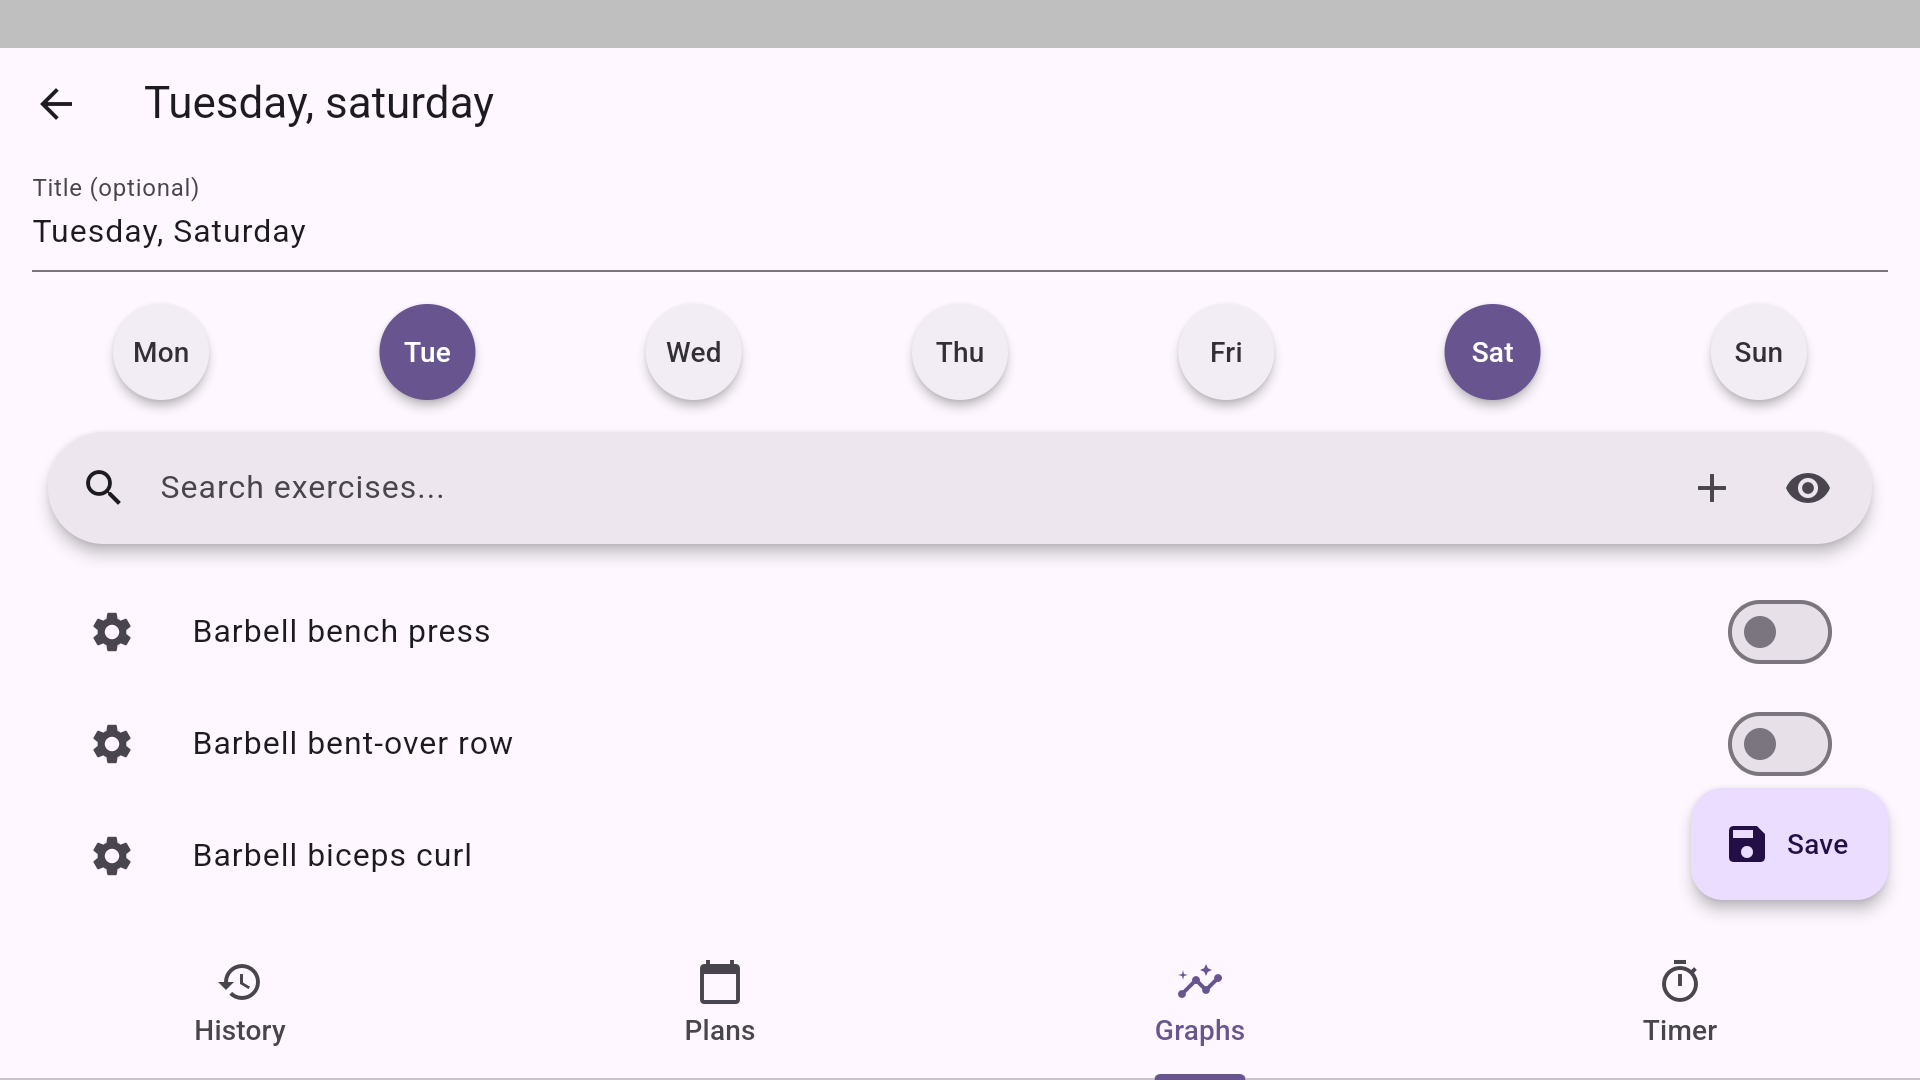 Tuesday, saturday
Title (optional)
Tuesday, Saturday
Mon Tue Wed Thu Fri Sat Sun
Search exercises...
Barbell bench press
Barbell bent-over row
Barbell biceps curl
Save
History Plans Graphs Timer